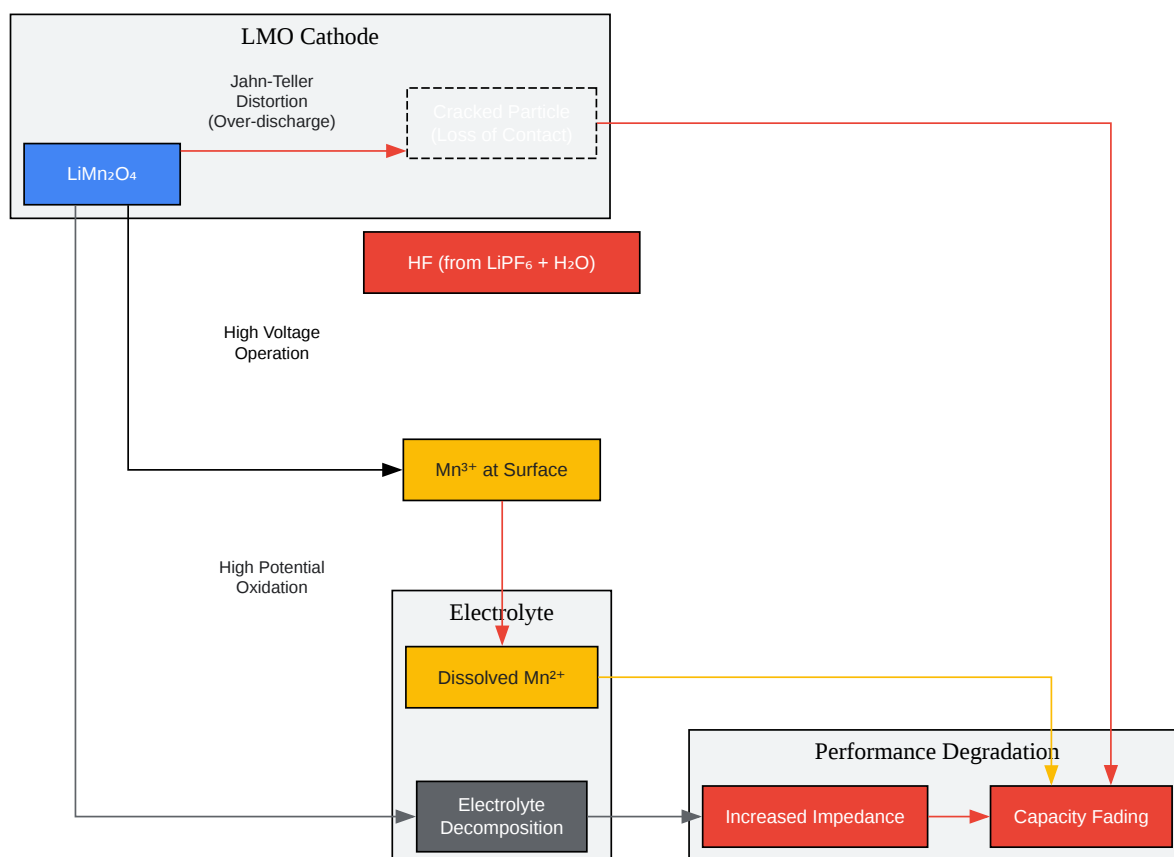 LMO Cathode
Jahn-Teller
Distortion
(Over-discharge)
Cracked Particle
(Loss of Contact)
LiMn₂O₄
HF (from LiPF₆ + H₂O)
High Voltage
Operation
Mn³⁺ at Surface
High Potential
Oxidation
Electrolyte
Dissolved Mn²⁺
Performance Degradation
Electrolyte
Decomposition
Increased Impedance
Capacity Fading